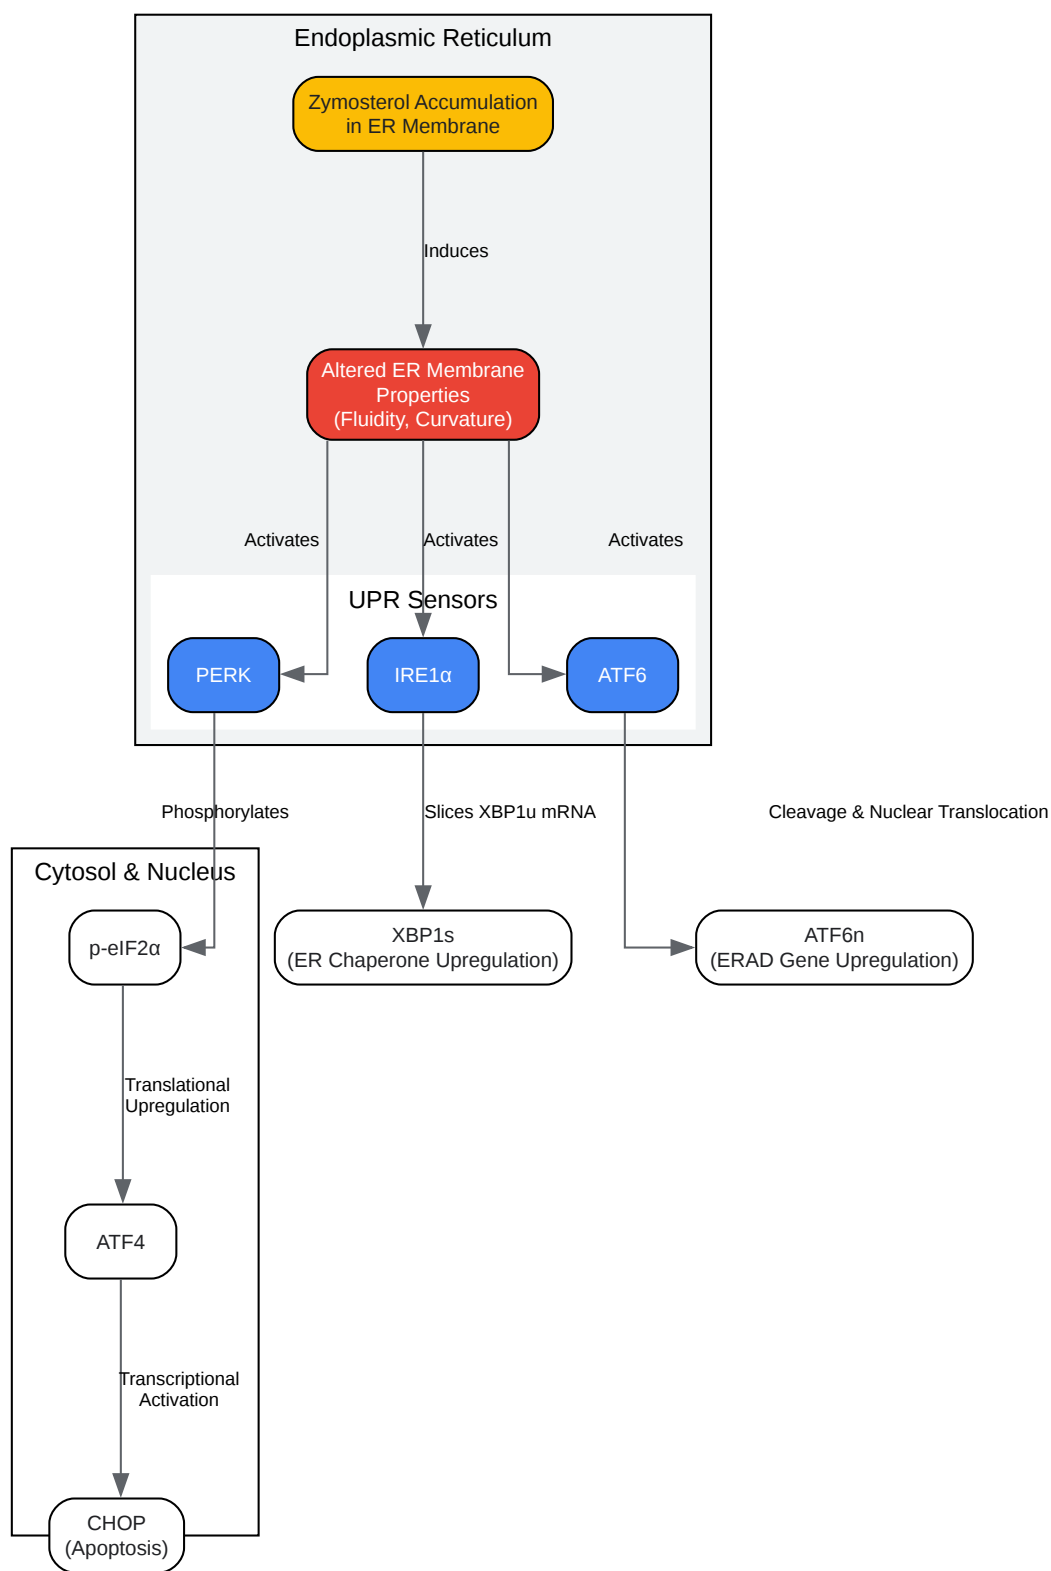 Endoplasmic Reticulum
Zymosterol Accumulation
in ER Membrane
Induces
Altered ER Membrane
Properties
(Fluidity, Curvature)
Activates
Activates
Activates
UPR Sensors
PERK
IRE1α
ATF6
Phosphorylates
Slices XBP1u mRNA
Cleavage & Nuclear Translocation
Cytosol & Nucleus
p-eIF2α
XBP1s
(ER Chaperone Upregulation)
ATF6n
(ERAD Gene Upregulation)
Translational
Upregulation
ATF4
Transcriptional
Activation
CHOP
(Apoptosis)